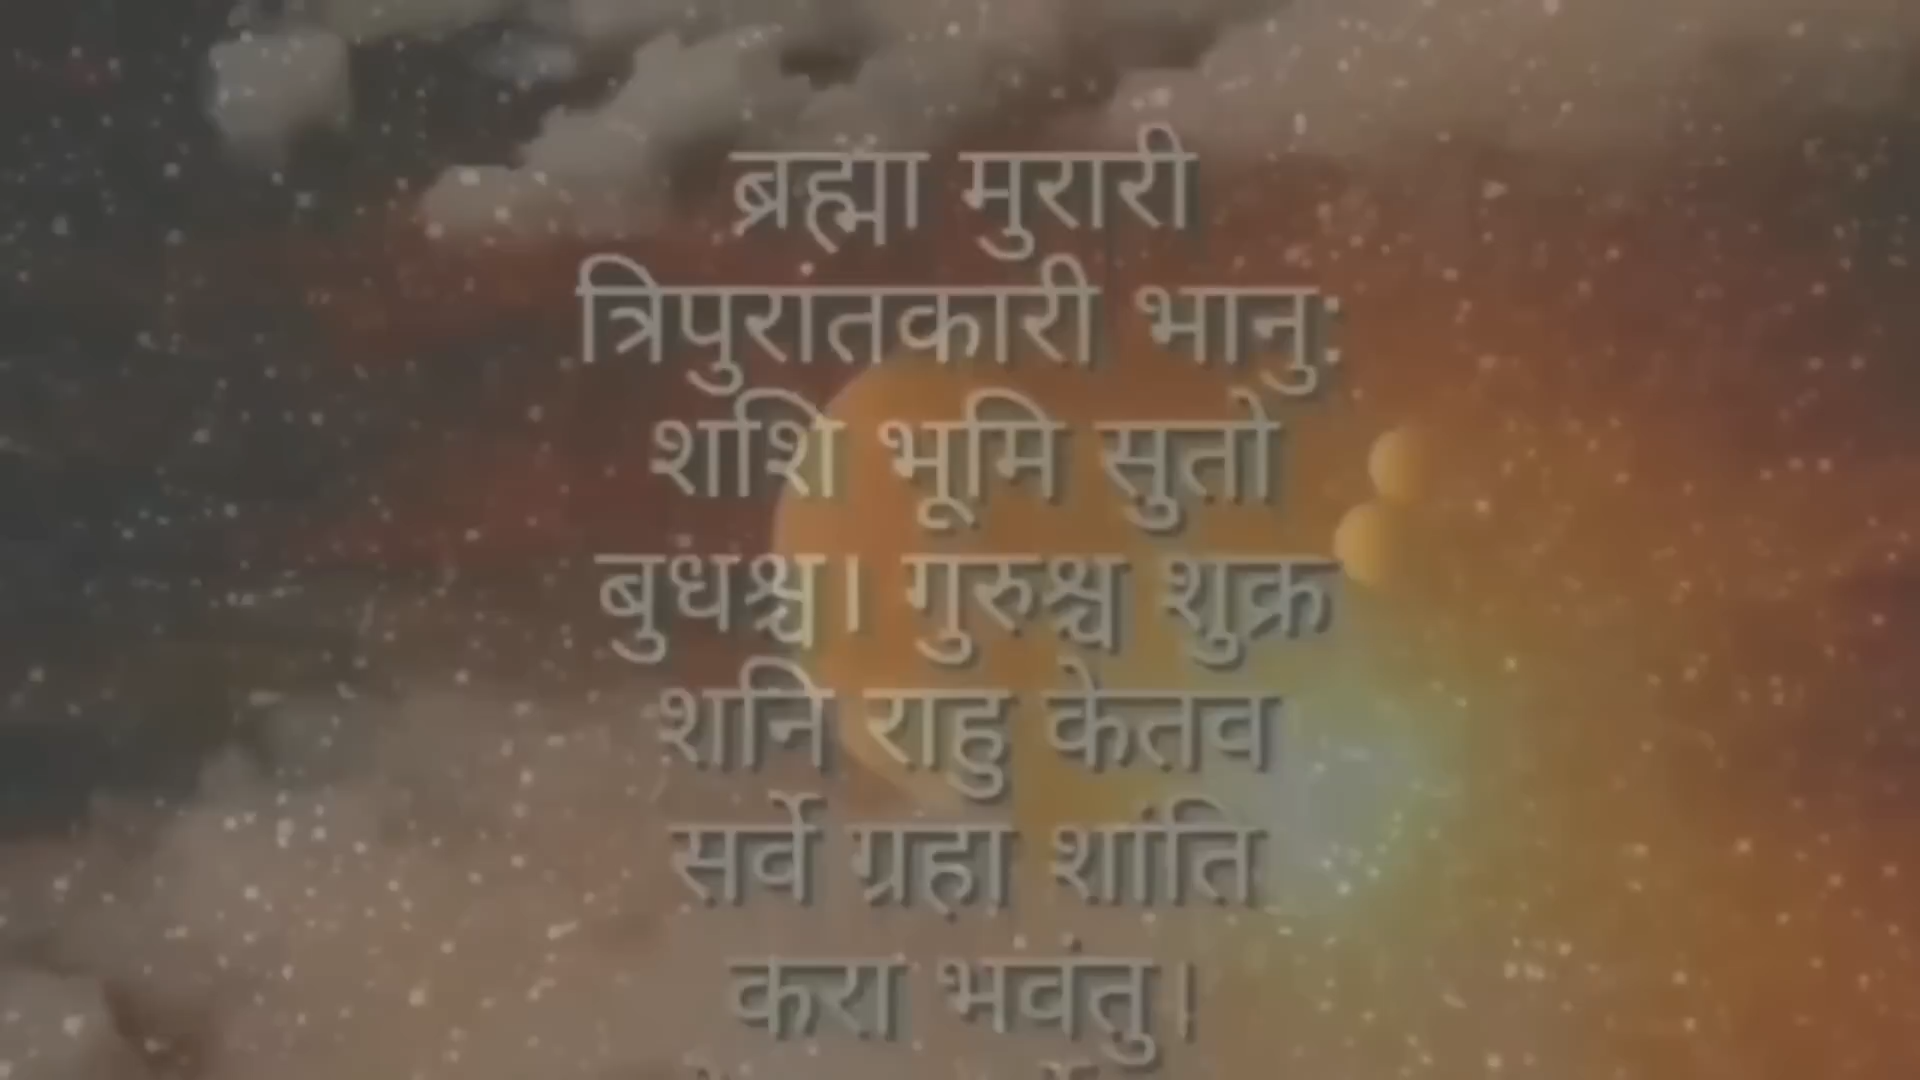 ब्रह्मा मुरारी
त्रिपुरातकारी भानु:
शशि भूमि सुतो
बुधश्च। गुरुश्च शुक्र
शनि राहु केतव
सर्वे ग्रहा शांति
करा भवंतु।